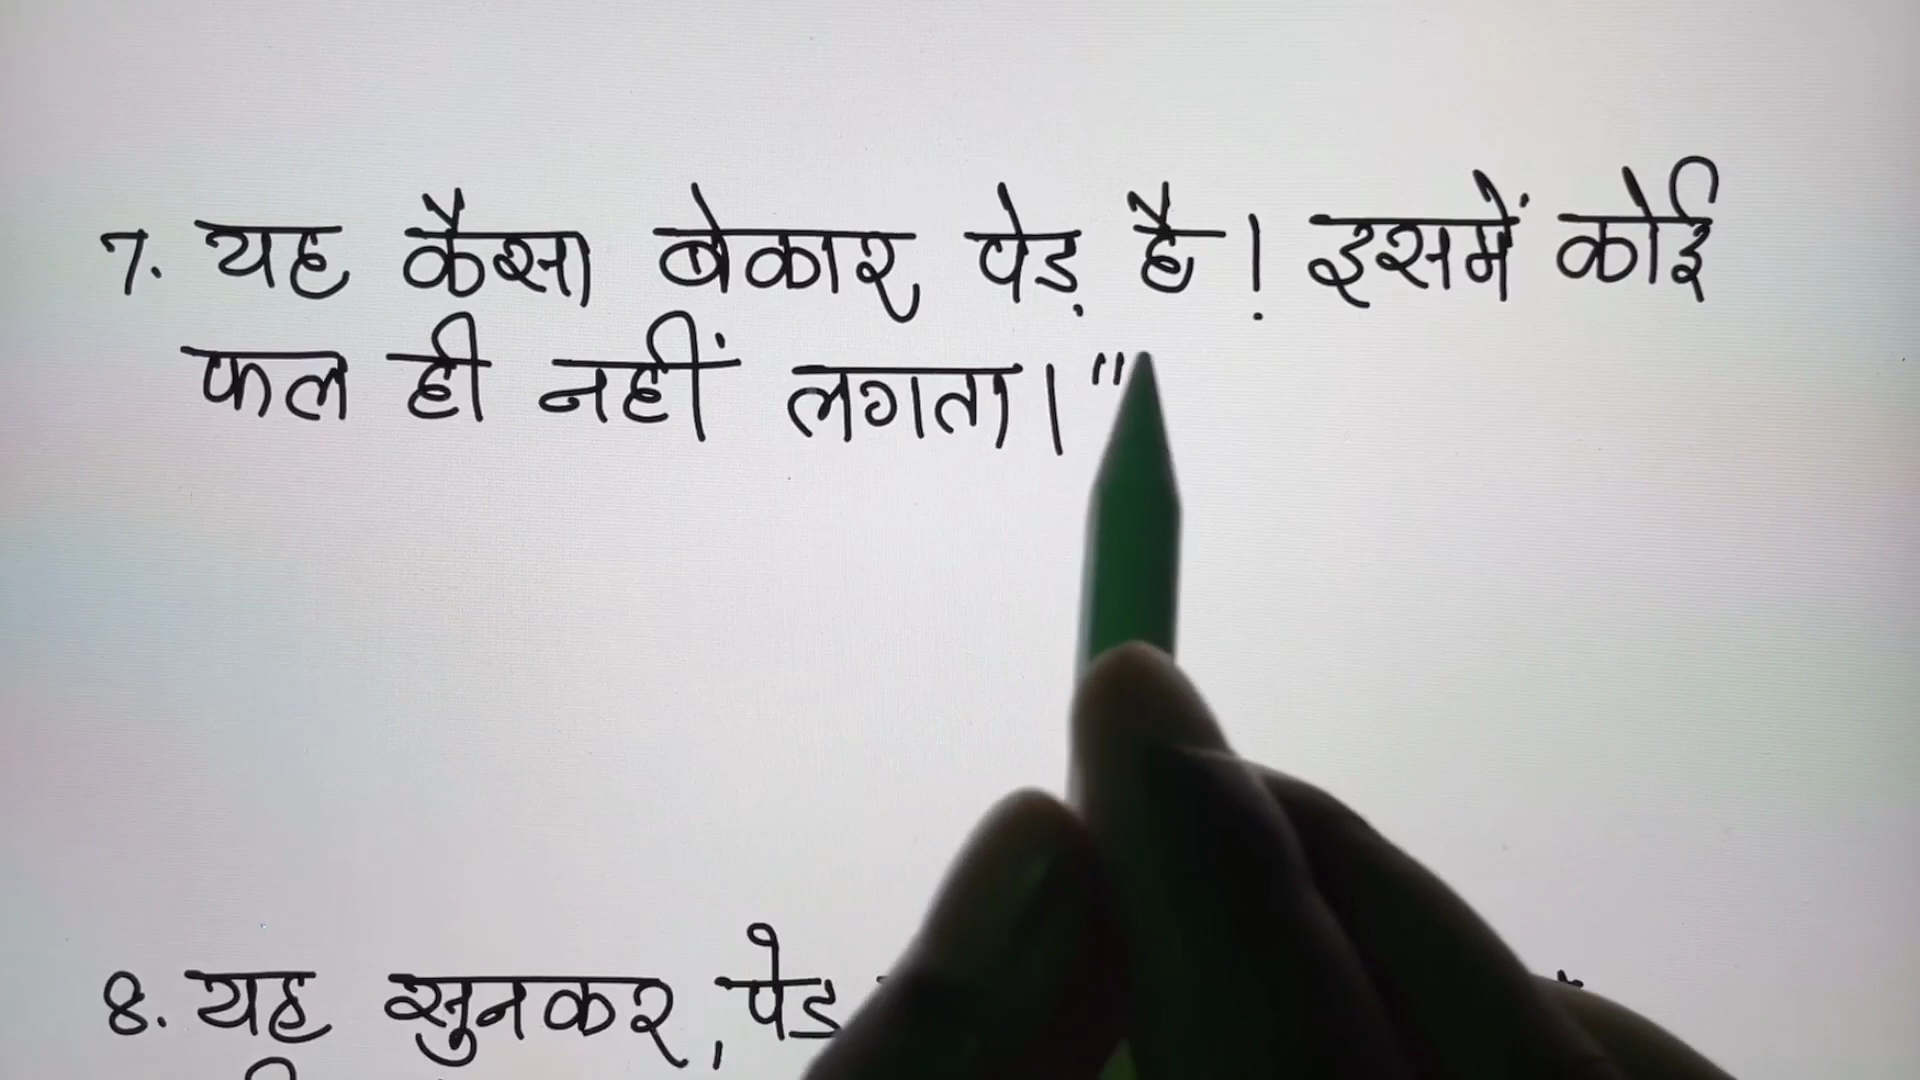 7. यह कैसा बेकार पेड़ है! इसमें कोई
फल ही नहीं लगता।"
8. यह सुनकर, पेड